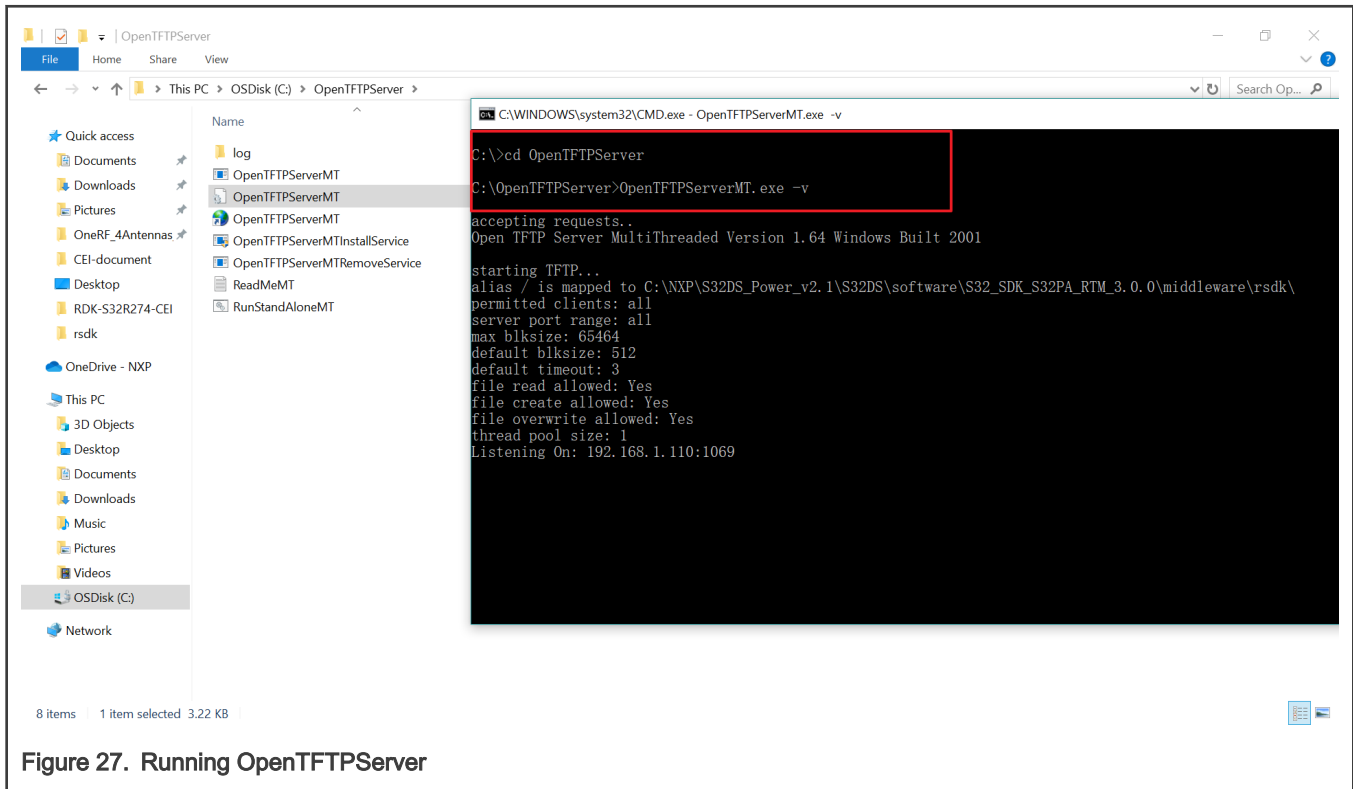 OpenTFTPServer
File Home Share View
This PC > OSDisk (C:) > OpenTFTPServer >
Search Op...
Quick access
Documents
Downloads
Pictures
OneRF_4Antennas
CEI-document
Desktop
RDK-S32R274-CEI
rsdk
OneDrive - NXP
This PC
3D Objects
Desktop
Documents
Downloads
Music
Pictures
Videos
OSDisk (C:)
Network
Name
log
OpenTFTPServerMT
OpenTFTPServerMT
OpenTFTPServerMT
OpenTFTPServerMTInstallService
OpenTFTPServerMTRemoveService
ReadMeMT
RunStandAloneMT
C:\WINDOWS\system32\CMD.exe - OpenTFTPServerMT.exe -v
C:\>cd OpenTFTPServer
C:\OpenTFTPServer>OpenTFTPServerMT.exe -v
accepting requests..
Open TFTP Server MultiThreaded Version 1.64 Windows Built 2001
starting TFTP...
alias / is mapped to C:\NXP\S32DS_Power_v2.1\S32DS\software\S32_SDK_S32PA_RTM_3.0.0\middleware\rsdk\
permitted clients: all
server port range: all
max blksize: 65464
default blksize: 512
default timeout: 3
file read allowed: Yes
file create allowed: Yes
file overwrite allowed: Yes
thread pool size: 1
Listening On: 192.168.1.110:1069
8 items 1 item selected 3.22 KB
Figure 27. Running OpenTFTPServer